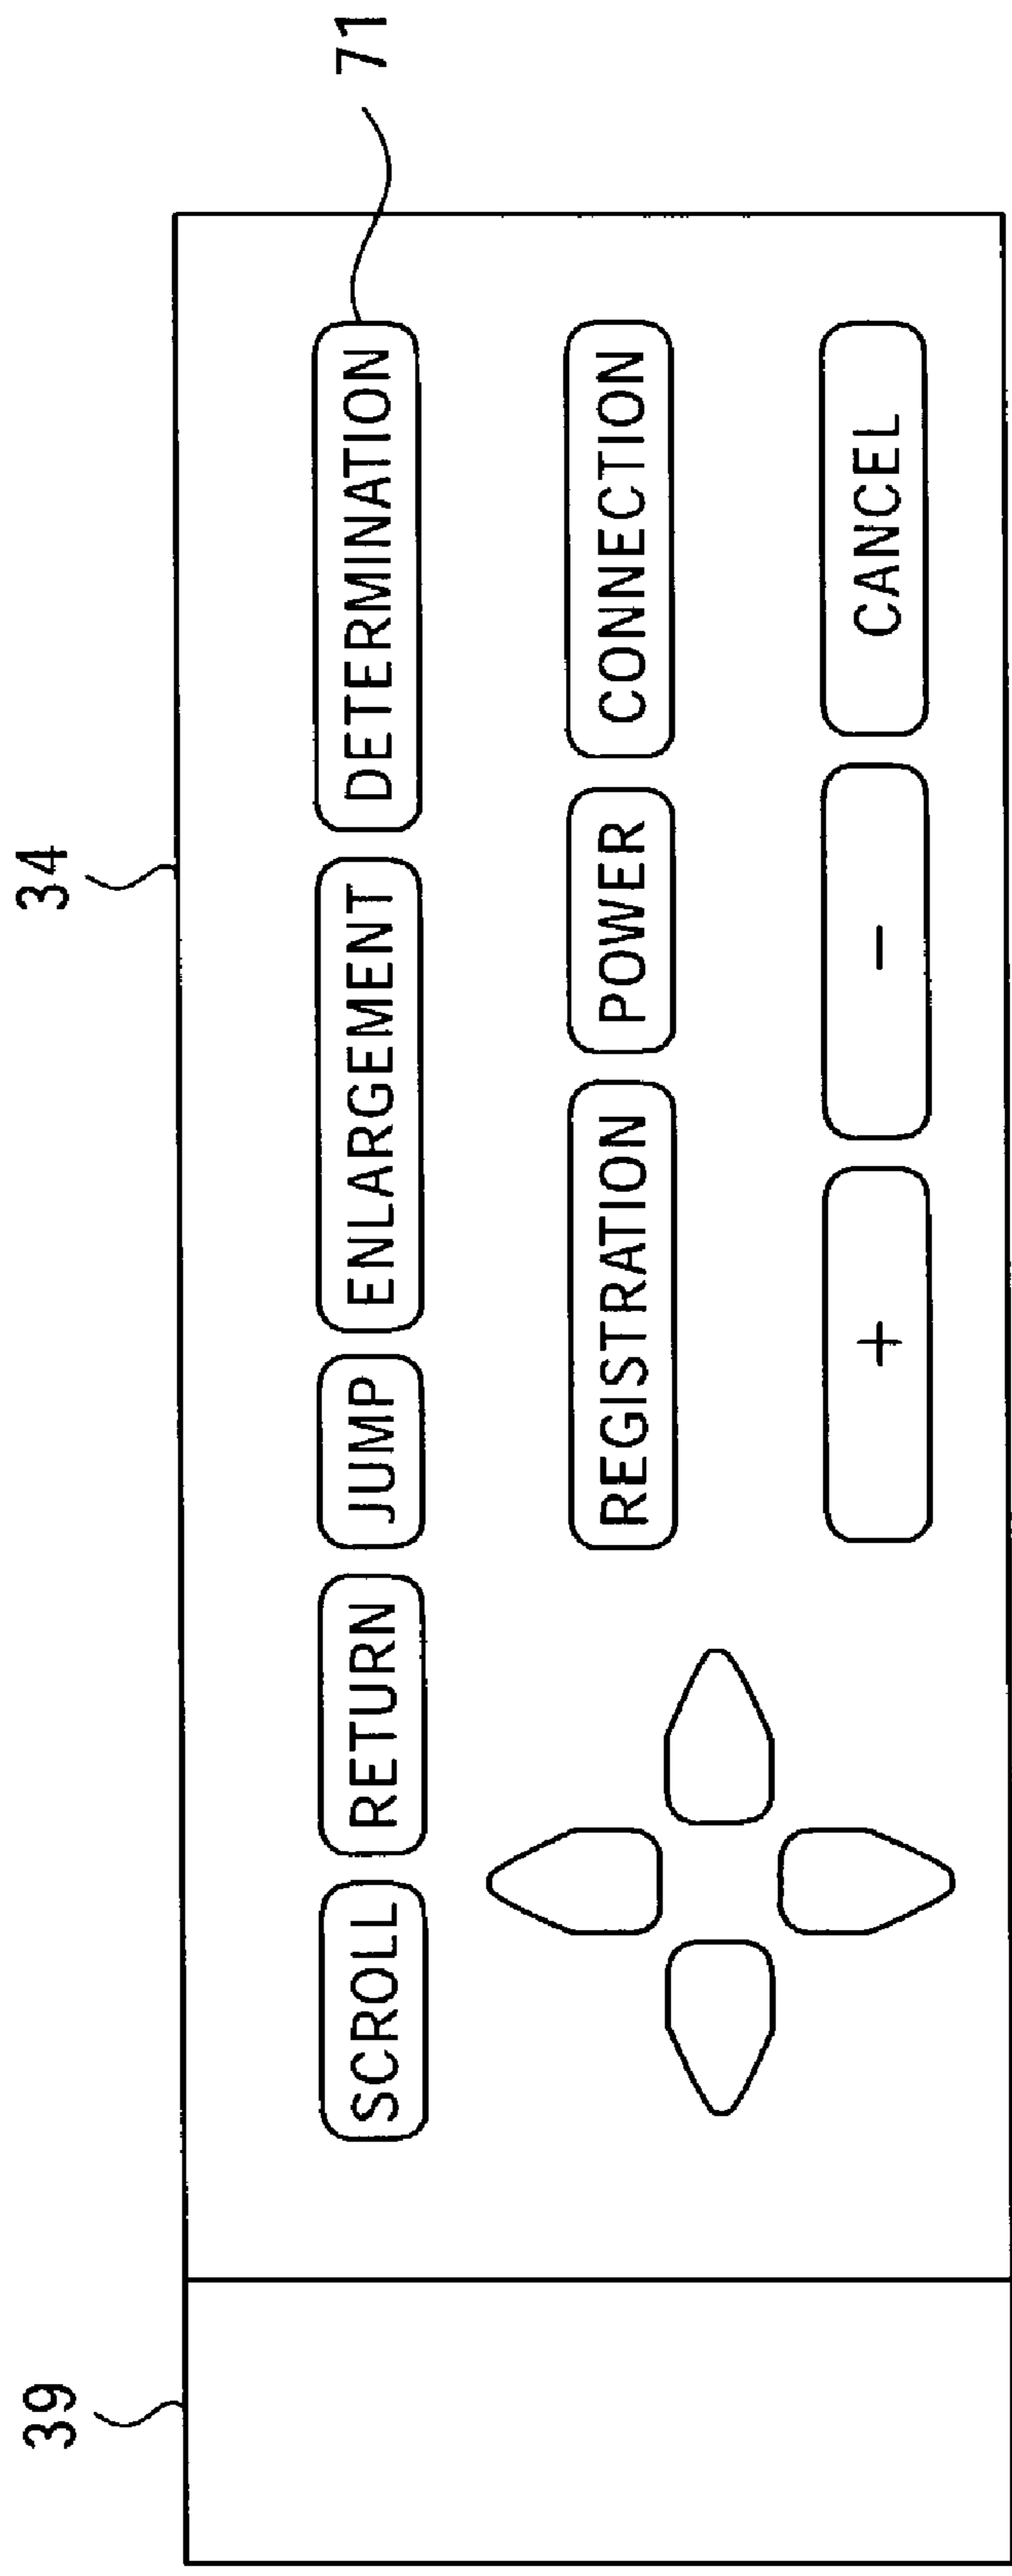 39
34
71
SCROLL RETURN JUMP ENLARGEMENT DETERMINATION
REGISTRATION POWER CONNECTION
+ − CANCEL